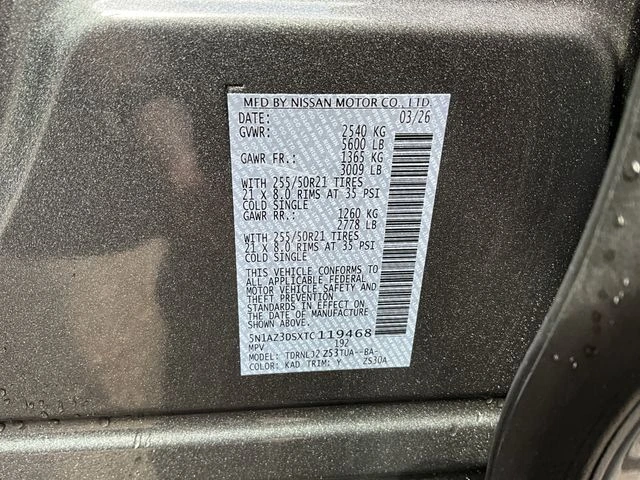 MFD BY NISSAN MOTOR CO., LTD.
DATE: 03/26
GVWR: 2540 KG
5600 LB
GAWR FR.: 1365 KG
3009 LB
WITH 255/50R21 TIRES
21 X 8.0 RIMS AT 35 PSI
COLD SINGLE
GAWR RR.: 1260 KG
2778 LB
WITH 255/50R21 TIRES
21 X 8.0 RIMS AT 35 PSI
COLD SINGLE
THIS VEHICLE CONFORMS TO
ALL APPLICABLE FEDERAL
MOTOR VEHICLE SAFETY AND
THEFT PREVENTION
STANDARDS IN EFFECT ON
THE DATE OF MANUFACTURE
SHOWN ABOVE.
5N1AZ3DSXTC119468
MPV 192
MODEL: TDRNLJ2 Z53TUA--BA-
COLOR: KAD TRIM: Y ZS30A